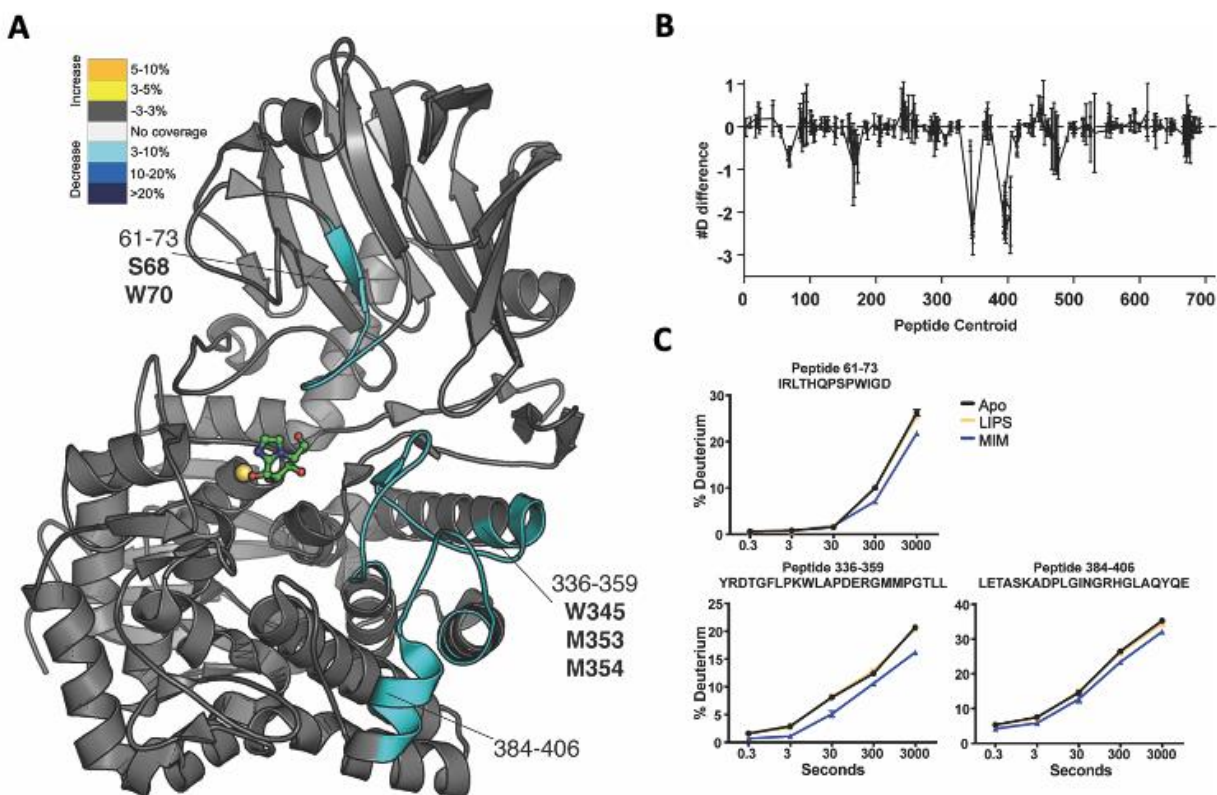 A
Increase
5-10%
3-5%
-3-3%
No coverage
Decrease
3-10%
10-20%
>20%
61-73
S68
W70
336-359
W345
M353
M354
384-406
B
#D difference
1
0
-1
-2
-3
0 100 200 300 400 500 600 700
Peptide Centroid
C
Peptide 61-73
IRLTHQPSPWIGD
% Deuterium
30
20
10
0
0.3 3 30 300 3000
Apo
LIPS
MIM
Peptide 336-359
YRDTGFLPKWLAPDERGMMPGTLL
% Deuterium
25
20
15
10
5
0
0.3 3 30 300 3000
Seconds
Peptide 384-406
LETASKADPLGINGRHGLAQYQE
40
30
20
10
0
0.3 3 30 300 3000
Seconds